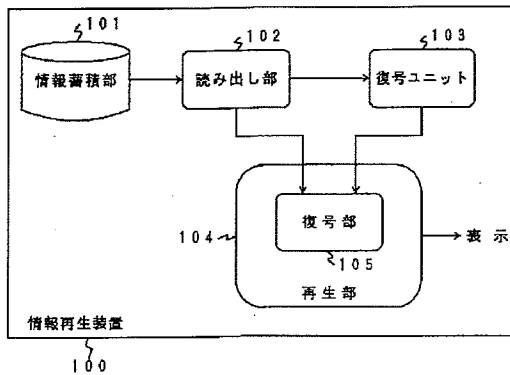 101
102
103
情報蓄積部
読み出し部
復号ユニット
復号部
104
105
表示
再生部
情報再生装置
100